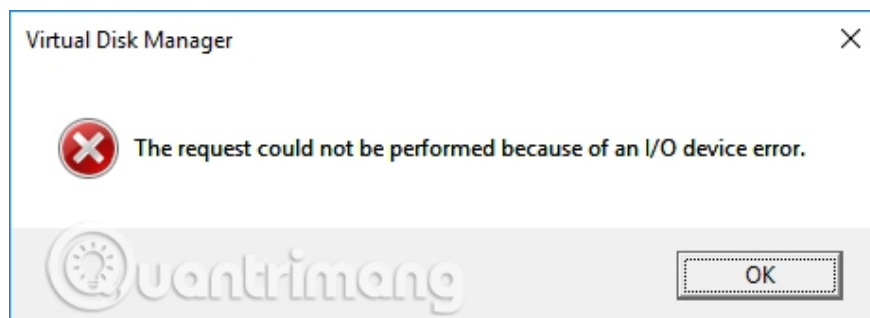 Virtual Disk Manager
The request could not be performed because of an I/O device error.
Quantrimang
OK